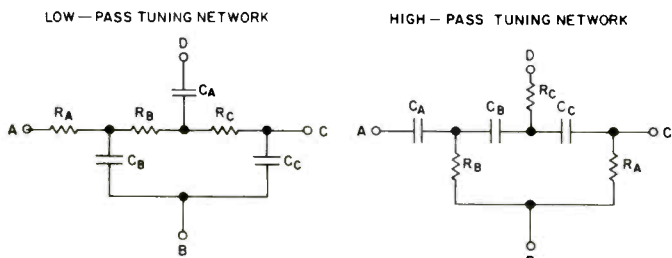 LOW — PASS TUNING NETWORK
HIGH — PASS TUNING NETWORK
D
CA
A
RA
RB
RC
C
CB
CC
B
D
RC
CA
CB
CC
A
C
RB
RA